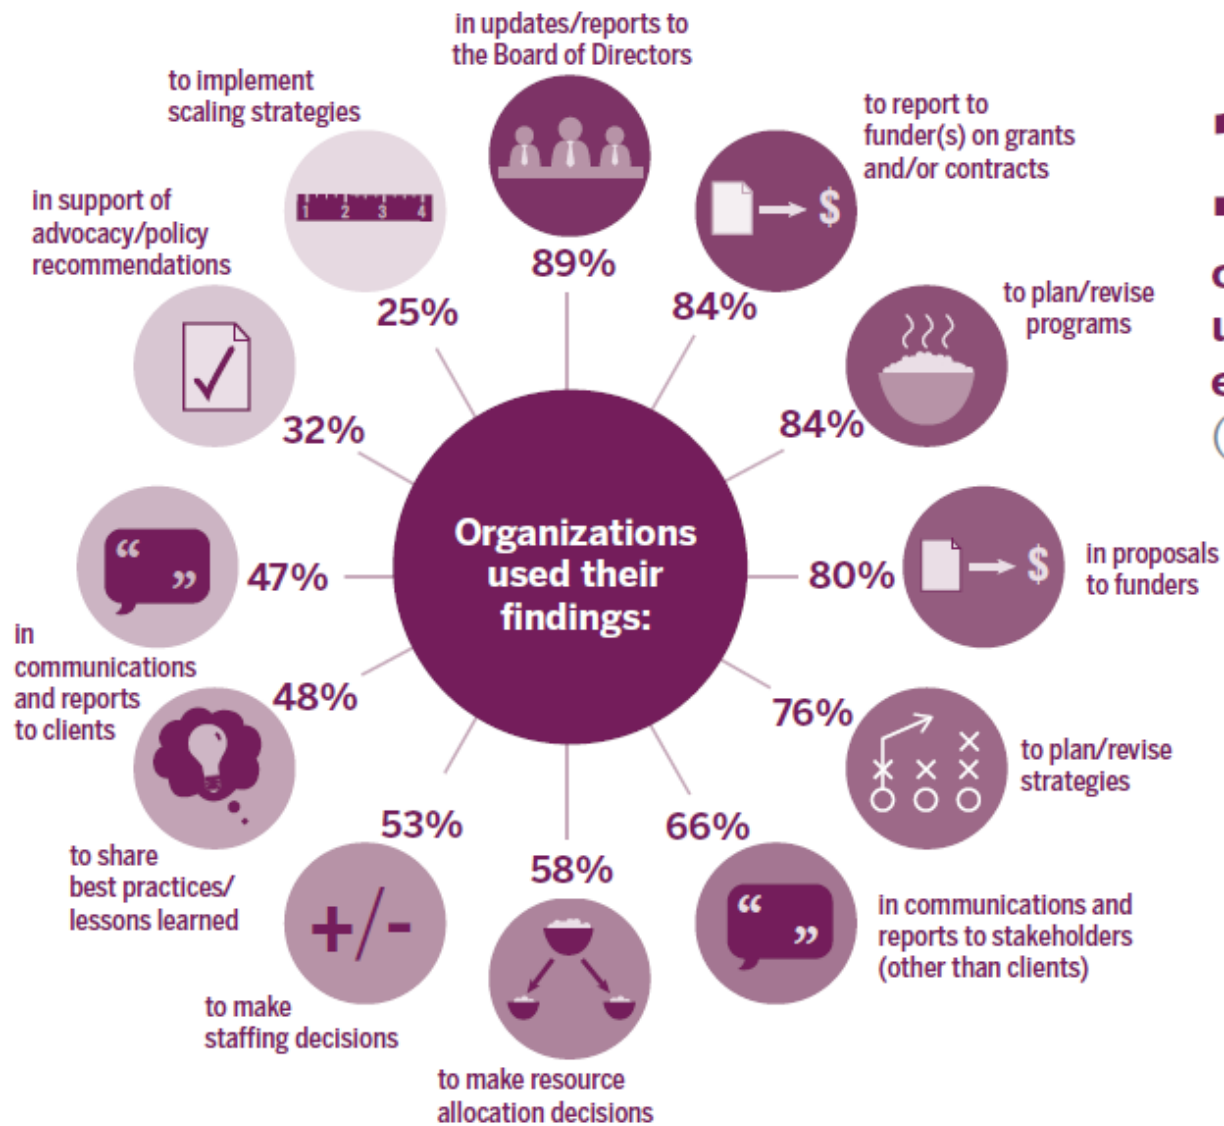 in updates/reports to
the Board of Directors
89%
to report to
funder(s) on grants
and/or contracts
$
84%
to plan/revise
programs
84%
in proposals
to funders
$
80%
to plan/revise
strategies
76%
in communications and
reports to stakeholders
(other than clients)
“ ”
66%
to make resource
allocation decisions
58%
to make
staffing decisions
+/-
53%
to share
best practices/
lessons learned
48%
in
communications
and reports
to clients
“ ”
47%
in support of
advocacy/policy
recommendations
32%
to implement
scaling strategies
1 2 3 4
25%
Organizations
used their
findings: